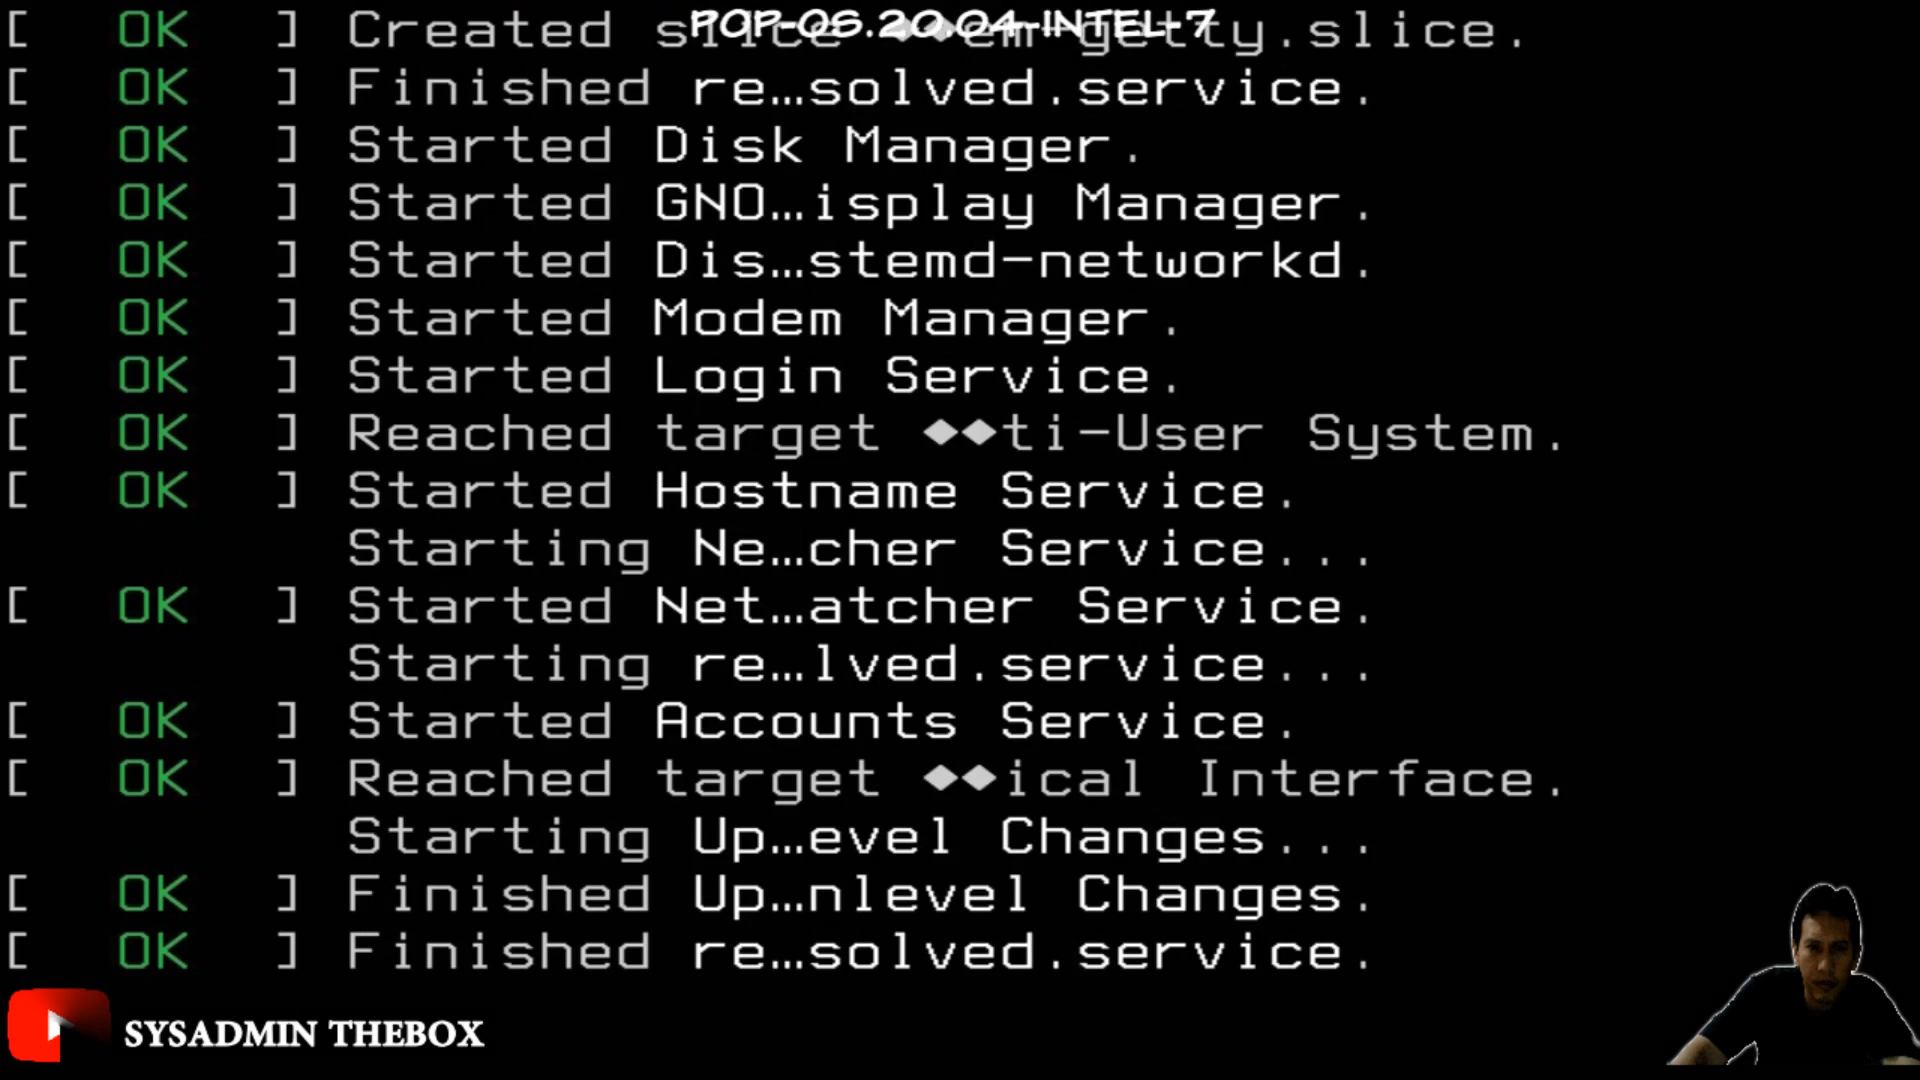 POP-OS.20.04-INTEL-7
[ OK ] Created slice ◆◆em-getty.slice.
[ OK ] Finished re…solved.service.
[ OK ] Started Disk Manager.
[ OK ] Started GNO…isplay Manager.
[ OK ] Started Dis…stemd-networkd.
[ OK ] Started Modem Manager.
[ OK ] Started Login Service.
[ OK ] Reached target ◆◆ti-User System.
[ OK ] Started Hostname Service.
Starting Ne…cher Service...
[ OK ] Started Net…atcher Service.
Starting re…lved.service...
[ OK ] Started Accounts Service.
[ OK ] Reached target ◆◆ical Interface.
Starting Up…evel Changes...
[ OK ] Finished Up…nlevel Changes.
[ OK ] Finished re…solved.service.
SYSADMIN THEBOX